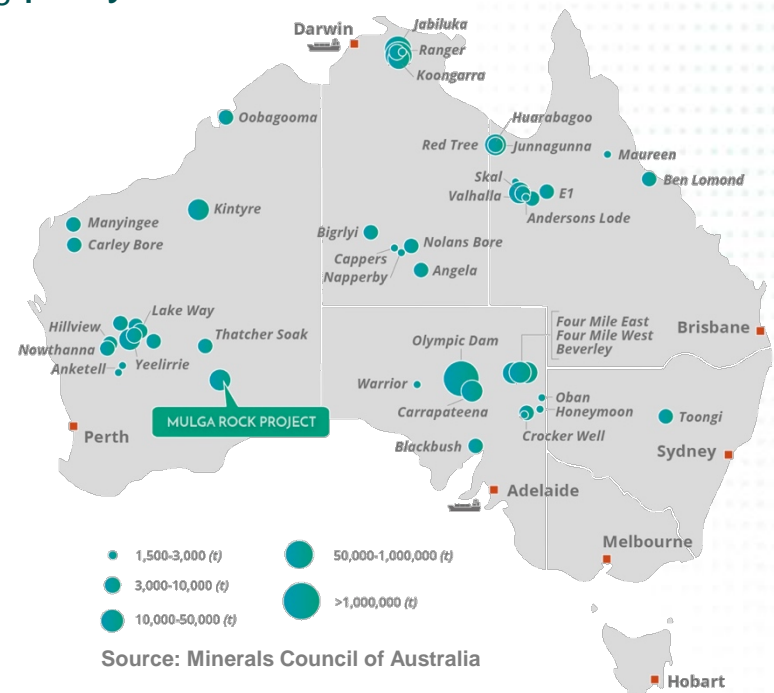 Darwin
Jabiluka
Ranger
Koongarra
Oobagooma
Huarabagoo
Red Tree
Junnagunna
Maureen
Skal
Ben Lomond
Valhalla
E1
Andersons Lode
Kintyre
Manyingee
Carley Bore
Bigrlyi
Nolans Bore
Cappers
Napperby
Angela
Lake Way
Hillview
Nowthanna
Thatcher Soak
Anketell
Yeelirrie
MULGA ROCK PROJECT
Perth
Olympic Dam
Four Mile East
Four Mile West
Beverley
Brisbane
Warrior
Carrapateena
Oban
Honeymoon
Crocker Well
Toongi
Blackbush
Sydney
Adelaide
Melbourne
1,500-3,000 (t)
3,000-10,000 (t)
10,000-50,000 (t)
50,000-1,000,000 (t)
>1,000,000 (t)
Source: Minerals Council of Australia
Hobart